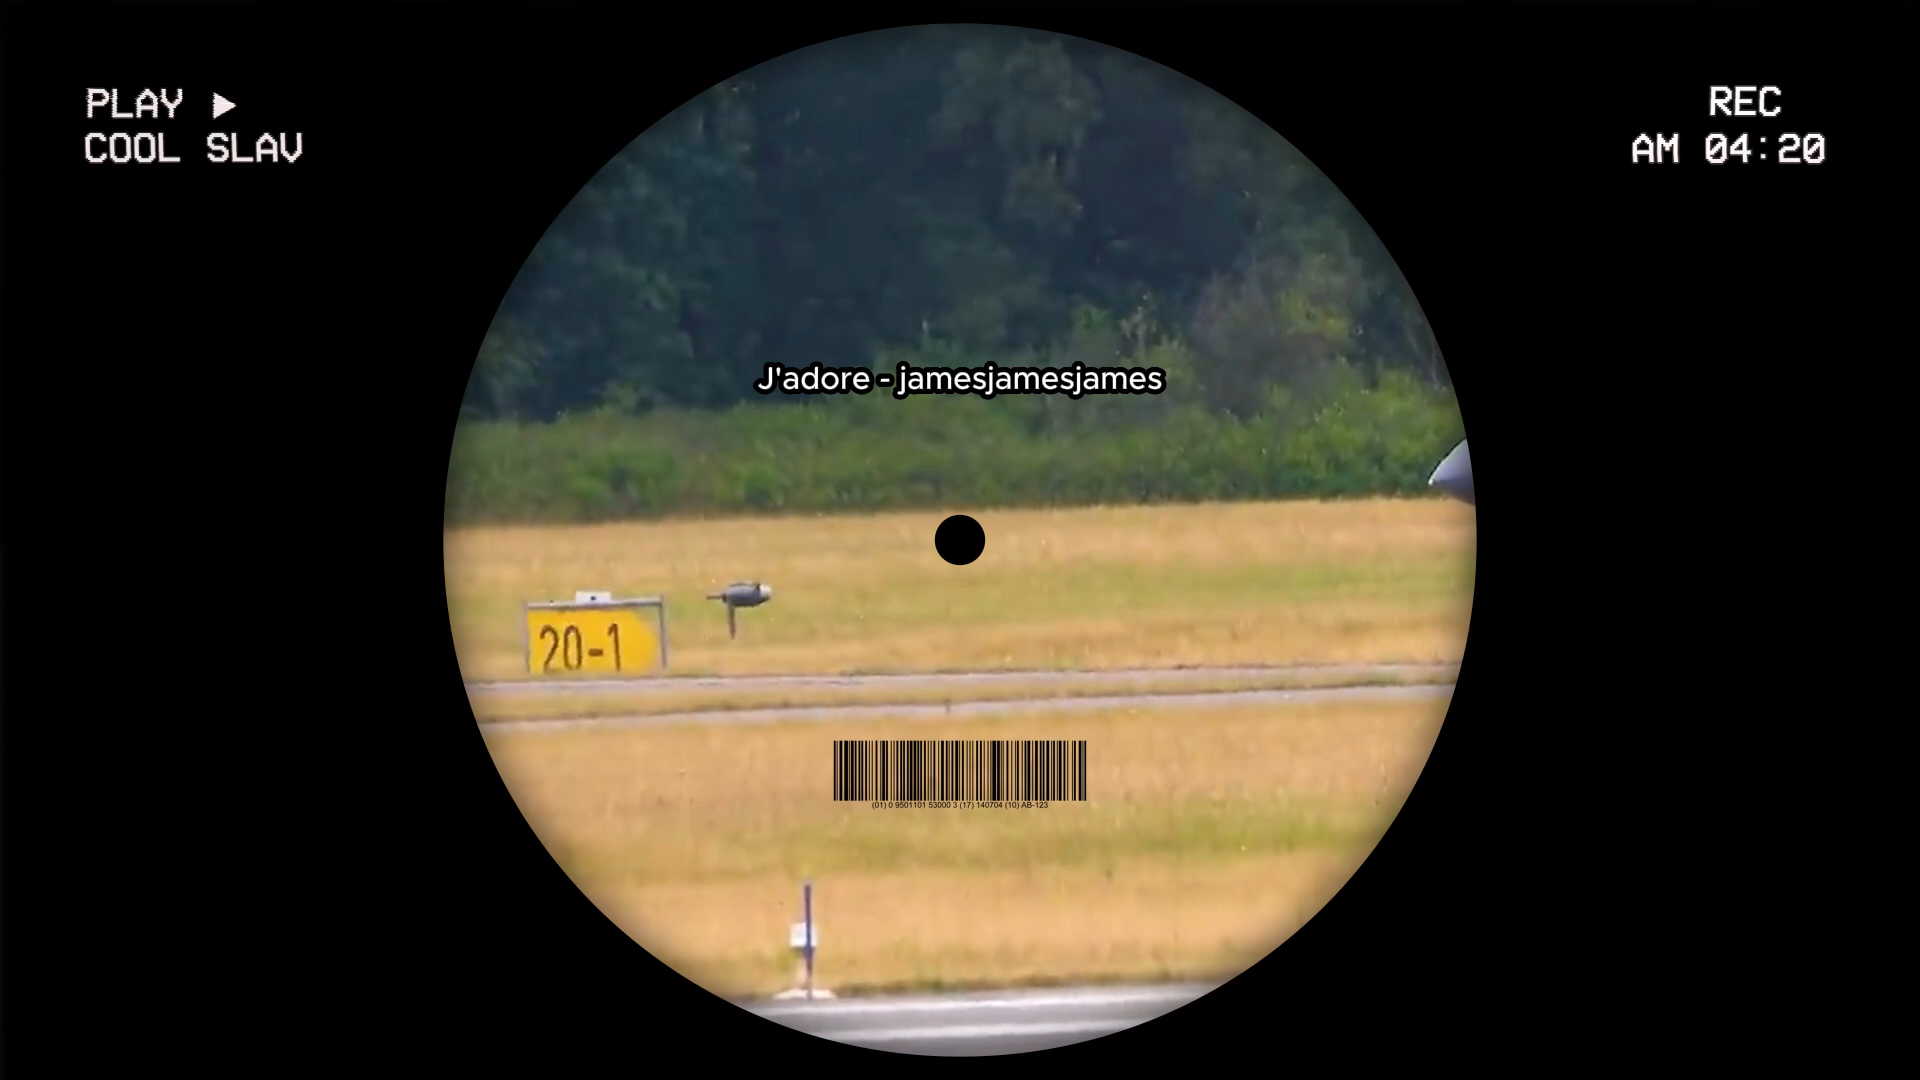 PLAY ▶
COOL SLAV
REC
AM 04:20
J'adore - jamesjamesjames
20-1
(01) 0 9501101 53000 3 (17) 140704 (10) AB-123